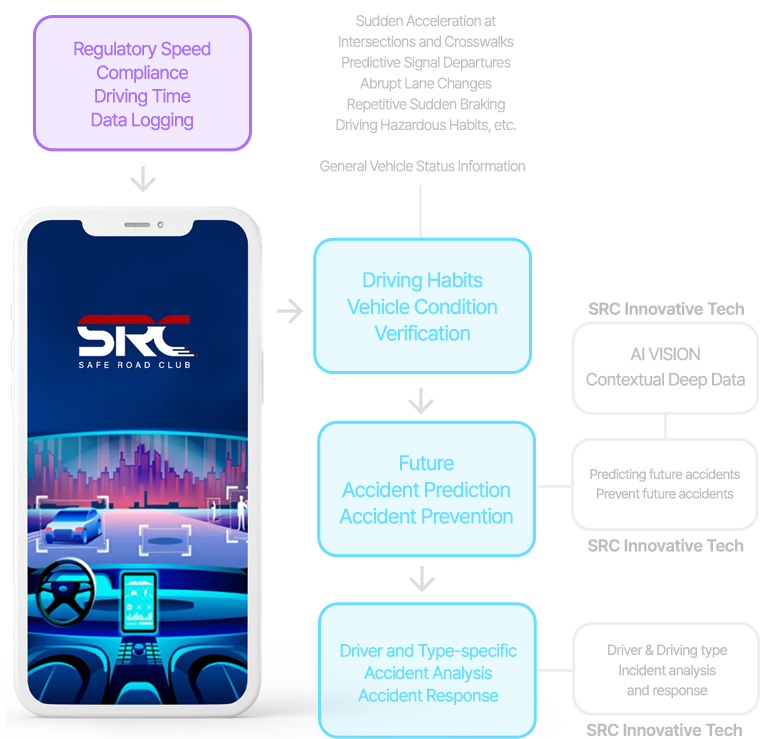 Regulatory Speed
Compliance
Driving Time
Data Logging
Sudden Acceleration at
Intersections and Crosswalks
Predictive Signal Departures
Abrupt Lane Changes
Repetitive Sudden Braking
Driving Hazardous Habits, etc.
General Vehicle Status Information
SRC
SAFE ROAD CLUB
Driving Habits
Vehicle Condition
Verification
SRC Innovative Tech
AI VISION
Contextual Deep Data
Future
Accident Prediction
Accident Prevention
Predicting future accidents
Prevent future accidents
SRC Innovative Tech
Driver and Type-specific
Accident Analysis
Accident Response
Driver & Driving type
Incident analysis
and response
SRC Innovative Tech